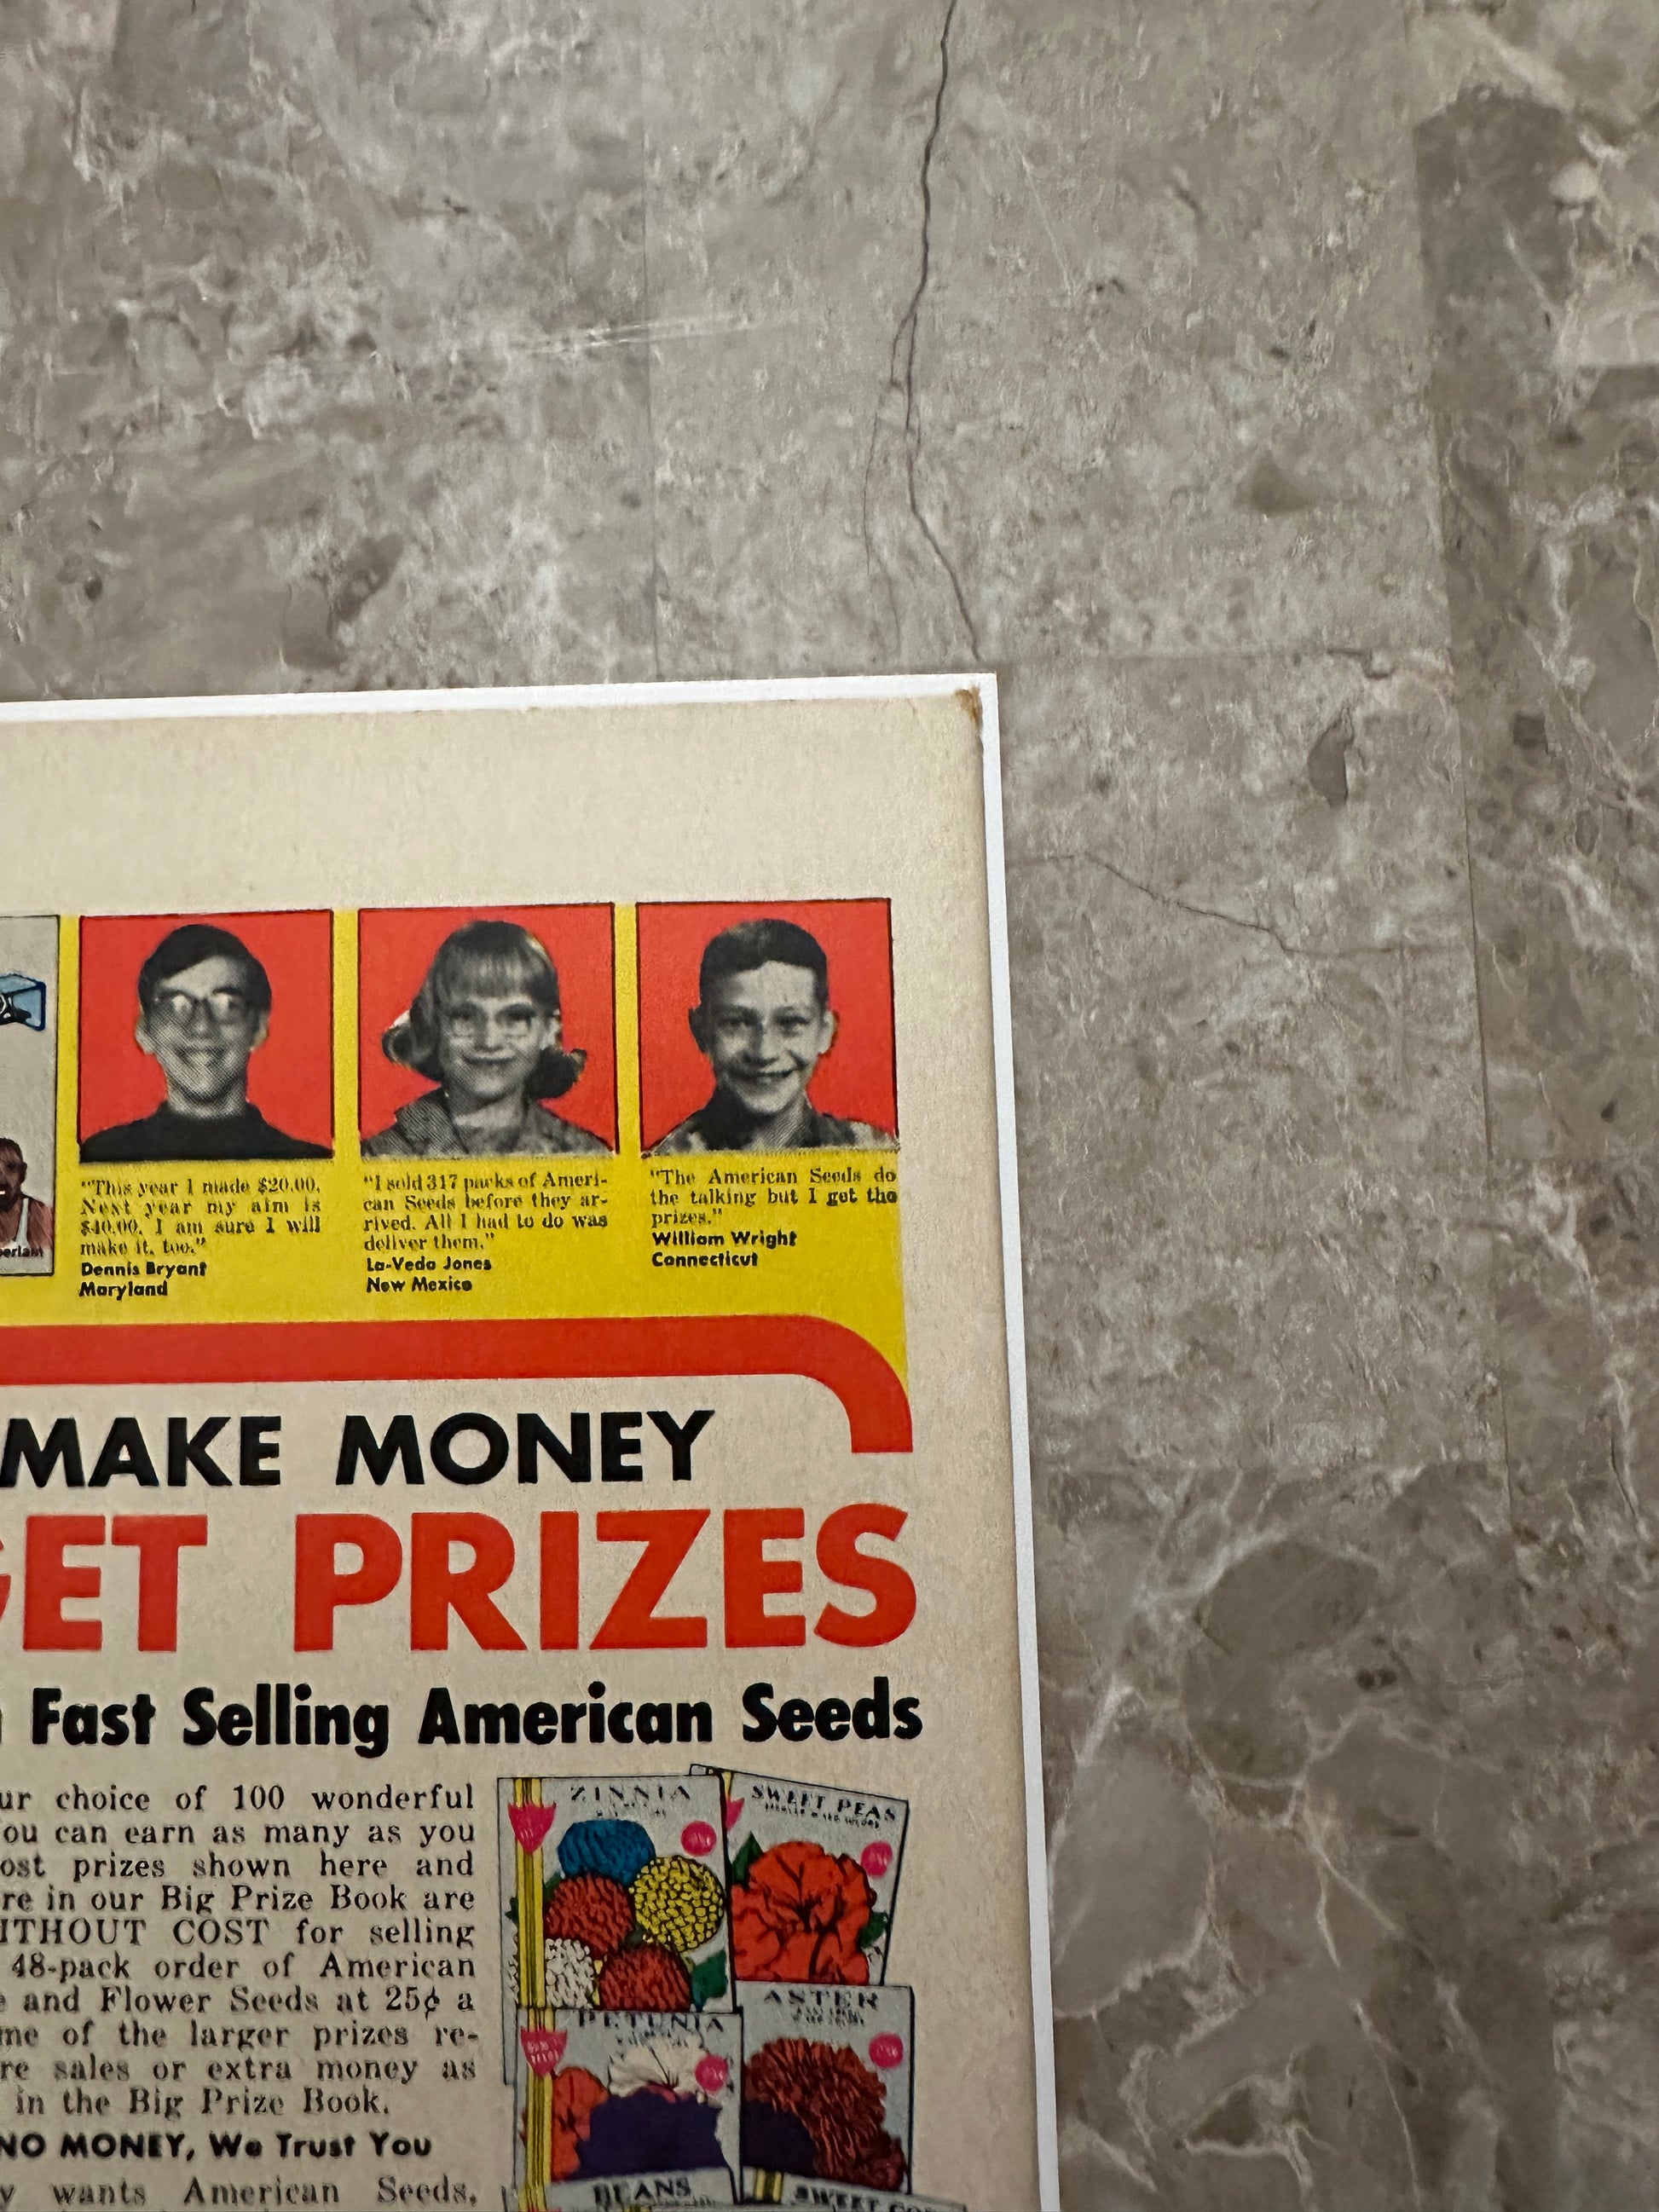 "This year I made $20.00.
Next year my aim is
$40.00. I am sure I will
make it, too."
Dennis Bryant
Maryland
"I sold 317 packs of Ameri-
can Seeds before they ar-
rived. All I had to do was
deliver them."
La-Veda Jones
New Mexico
"The American Seeds do
the talking but I get the
prizes."
William Wright
Connecticut
berlain
MAKE MONEY
GET PRIZES
Fast Selling American Seeds
ur choice of 100 wonderful
ou can earn as many as you
ost prizes shown here and
re in our Big Prize Book are
ITHOUT COST for selling
48-pack order of American
e and Flower Seeds at 25¢ a
me of the larger prizes re-
re sales or extra money as
in the Big Prize Book.
NO MONEY, We Trust You
y wants American Seeds,
ZINNIA
SWEET PEAS
PETUNIA
ASTER
BEANS
SWEET CO